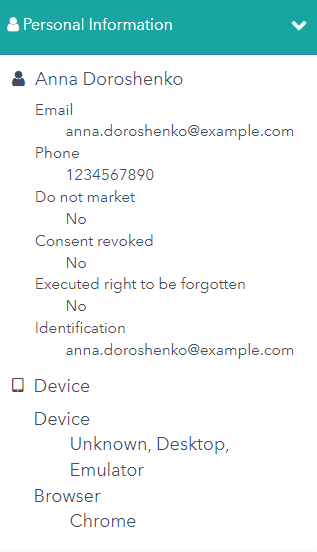 Personal Information
Anna Doroshenko
Email
anna.doroshenko@example.com
Phone
1234567890
Do not market
No
Consent revoked
No
Executed right to be forgotten
No
Identification
anna.doroshenko@example.com
Device
Device
Unknown, Desktop,
Emulator
Browser
Chrome